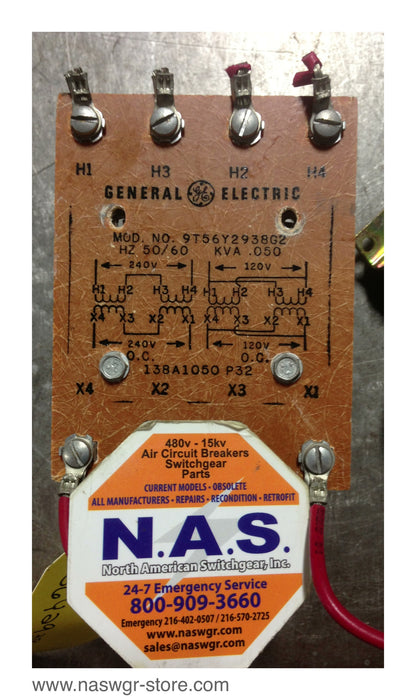 H1 H3 H2 H4
GENERAL GE ELECTRIC
MOD. NO. 9T56Y2938G2
HZ 50/60 KVA .050
240V 120V
H1 H2 H3 H4 H1 H2 H3 H4
X4 X3 X2 X1 X4 X3 X2 X1
240V 120V
O.C. O.C.
138A1050 P32
X4 X2 X3 X1
480v - 15kv
Air Circuit Breakers
Switchgear
Parts
CURRENT MODELS - OBSOLETE
ALL MANUFACTURERS - REPAIRS - RECONDITION - RETROFIT
N.A.S.
North American Switchgear, Inc.
24-7 Emergency Service
800-909-3660
Emergency 216-402-0507 / 216-570-2725
www.naswgr.com
sales@naswgr.com
www.naswgr-store.com